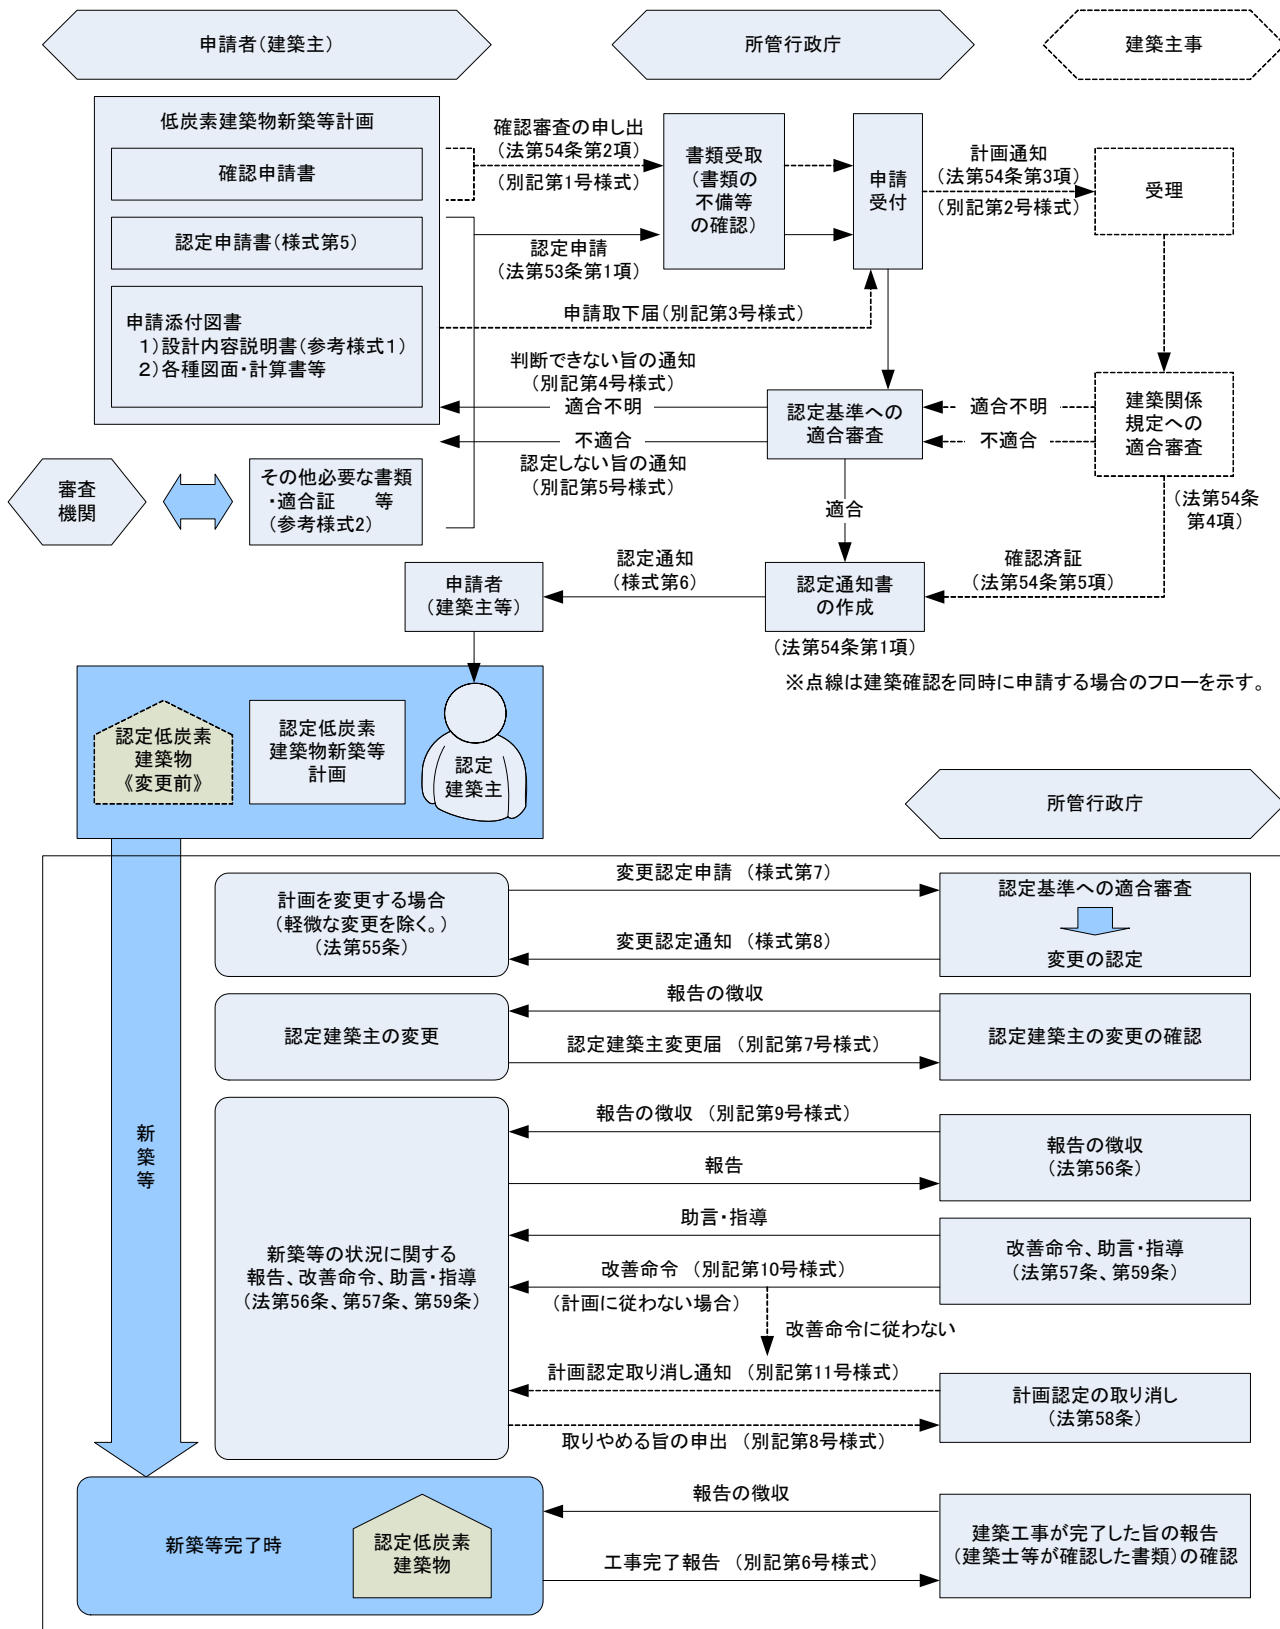 申請者（建築主）
所管行政庁
建築主事
低炭素建築物新築等計画
確認申請書
認定申請書（様式第5）
申請添付図書
1）設計内容説明書（参考様式1）
2）各種図面・計算書等
確認審査の申し出
（法第54条第2項）
（別記第1号様式）
認定申請
（法第53条第1項）
書類受取
（書類の
不備等
の確認）
申請
受付
計画通知
（法第54条第3項）
（別記第2号様式）
受理
申請取下届（別記第3号様式）
判断できない旨の通知
（別記第4号様式）
適合不明
不適合
認定しない旨の通知
（別記第5号様式）
認定基準への
適合審査
適合不明
不適合
建築関係
規定への
適合審査
（法第54条
第4項）
審査
機関
その他必要な書類
・適合証　等
（参考様式2）
適合
確認済証
（法第54条第5項）
認定通知
（様式第6）
申請者
（建築主等）
認定通知書
の作成
（法第54条第1項）
※点線は建築確認を同時に申請する場合のフローを示す。
認定低炭素
建築物
《変更前》
認定低炭素
建築物新築等
計画
認定
建築主
所管行政庁
計画を変更する場合
（軽微な変更を除く。）
（法第55条）
変更認定申請　（様式第7）
変更認定通知　（様式第8）
認定基準への適合審査
変更の認定
認定建築主の変更
報告の徴収
認定建築主変更届　（別記第7号様式）
認定建築主の変更の確認
新
築
等
新築等の状況に関する
報告、改善命令、助言・指導
（法第56条、第57条、第59条）
報告の徴収　（別記第9号様式）
報告
報告の徴収
（法第56条）
助言・指導
改善命令　（別記第10号様式）
（計画に従わない場合）
改善命令、助言・指導
（法第57条、第59条）
改善命令に従わない
計画認定取り消し通知　（別記第11号様式）
取りやめる旨の申出　（別記第8号様式）
計画認定の取り消し
（法第58条）
新築等完了時
認定低炭素
建築物
報告の徴収
工事完了報告　（別記第6号様式）
建築工事が完了した旨の報告
（建築士等が確認した書類）の確認